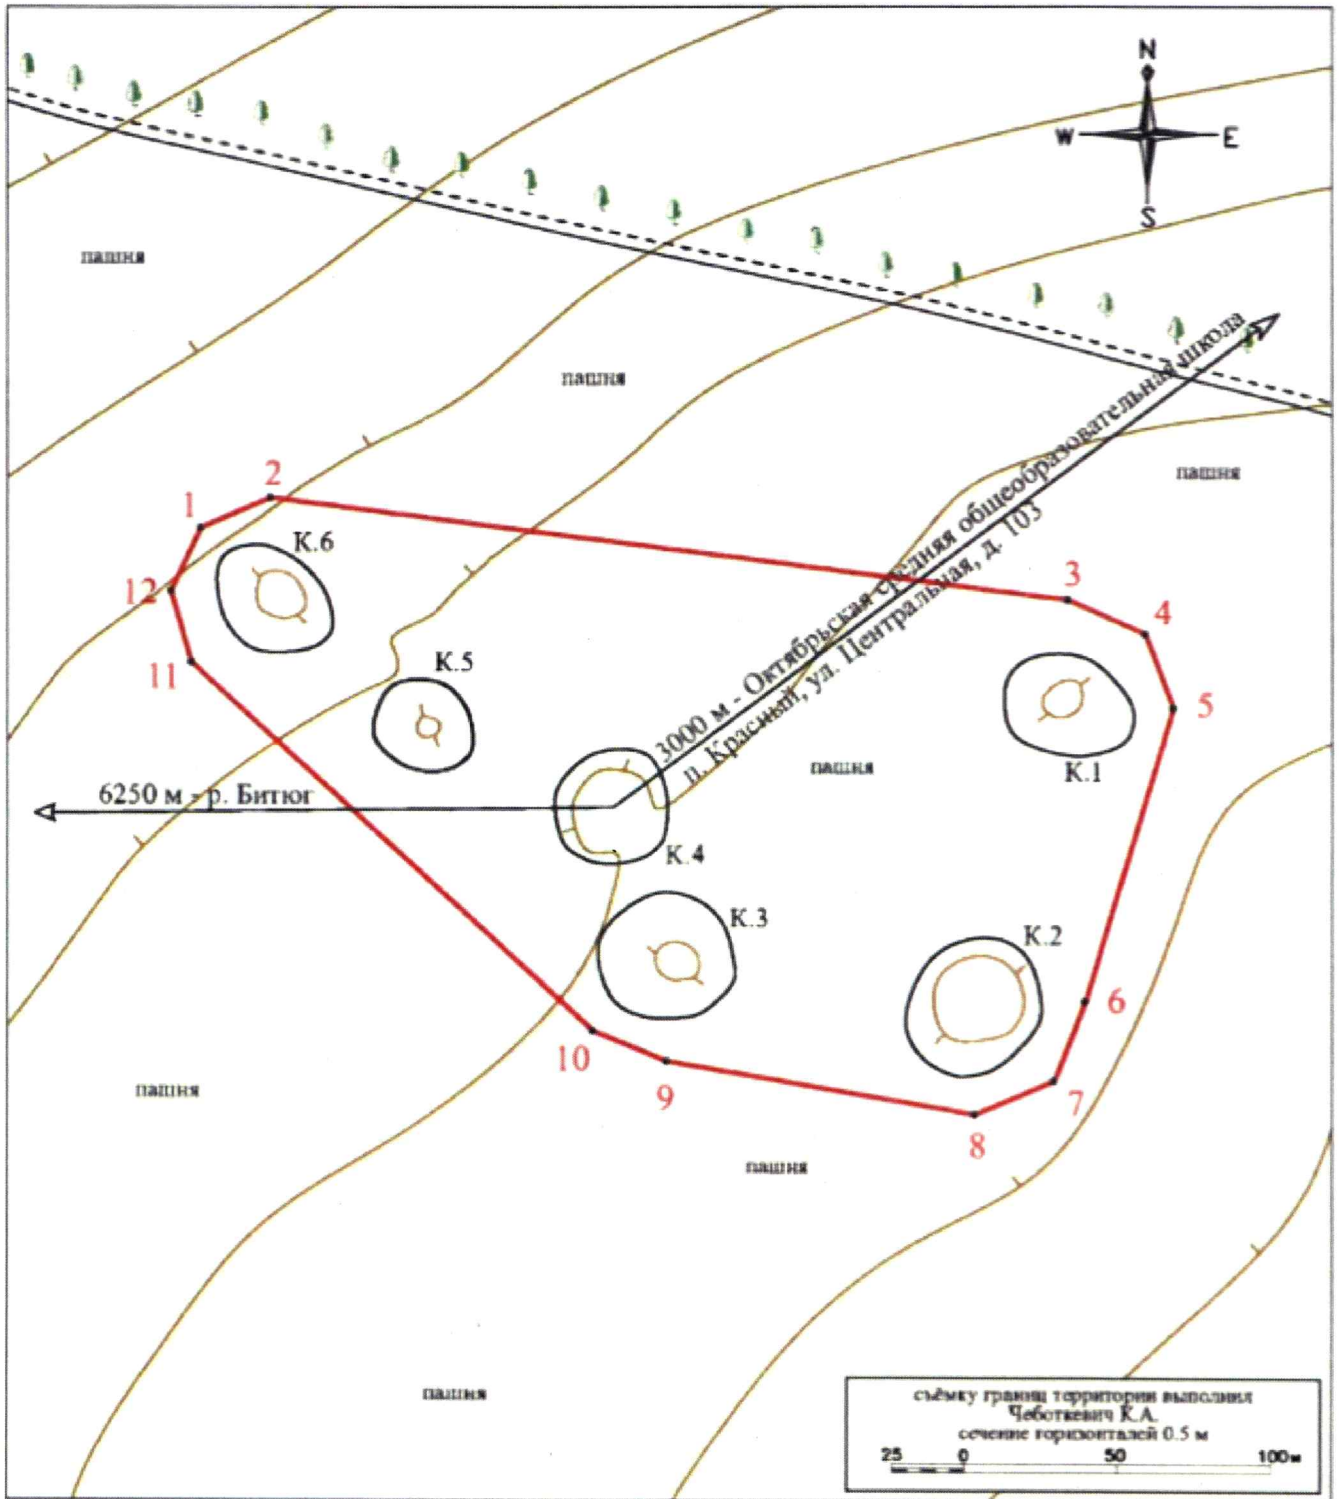 N
W E
S
пашня
пашня
пашня
3000 м - Октябрьская средняя общеобразовательная школа
п. Красный, ул. Центральная, д. 103
2
1
К.6
12
3
4
11
К.5
5
К.1
пашня
6250 м - р. Битюг
К.4
К.3
К.2
6
10
9
7
8
пашня
пашня
пашня
съёмку границ территории выполнил
Чеботкевич К.А.
сечение горизонталей 0.5 м
25 0 50 100м